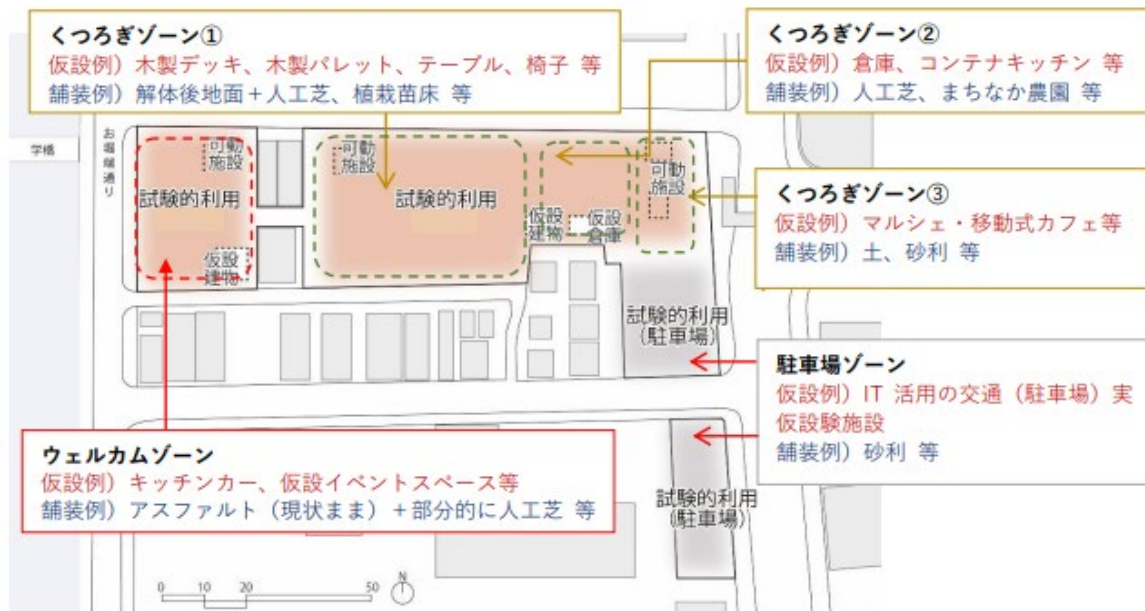 くつろぎゾーン①
仮設例）木製デッキ、木製パレット、テーブル、椅子 等
舗装例）解体後地面＋人工芝、植栽苗床 等
くつろぎゾーン②
仮設例）倉庫、コンテナキッチン 等
舗装例）人工芝、まちなか農園 等
学橋
お堀端通り
可動
施設
試験的利用
仮設
建物
可動
施設
試験的利用
仮設
建物
仮設
倉庫
可動
施設
くつろぎゾーン③
仮設例）マルシェ・移動式カフェ等
舗装例）土、砂利 等
試験的利用
（駐車場）
駐車場ゾーン
仮設例）IT 活用の交通（駐車場）実
仮設験施設
舗装例）砂利 等
ウェルカムゾーン
仮設例）キッチンカー、仮設イベントスペース等
舗装例）アスファルト（現状まま）＋部分的に人工芝 等
試験的利用
（駐車場）
0 10 20 50
N